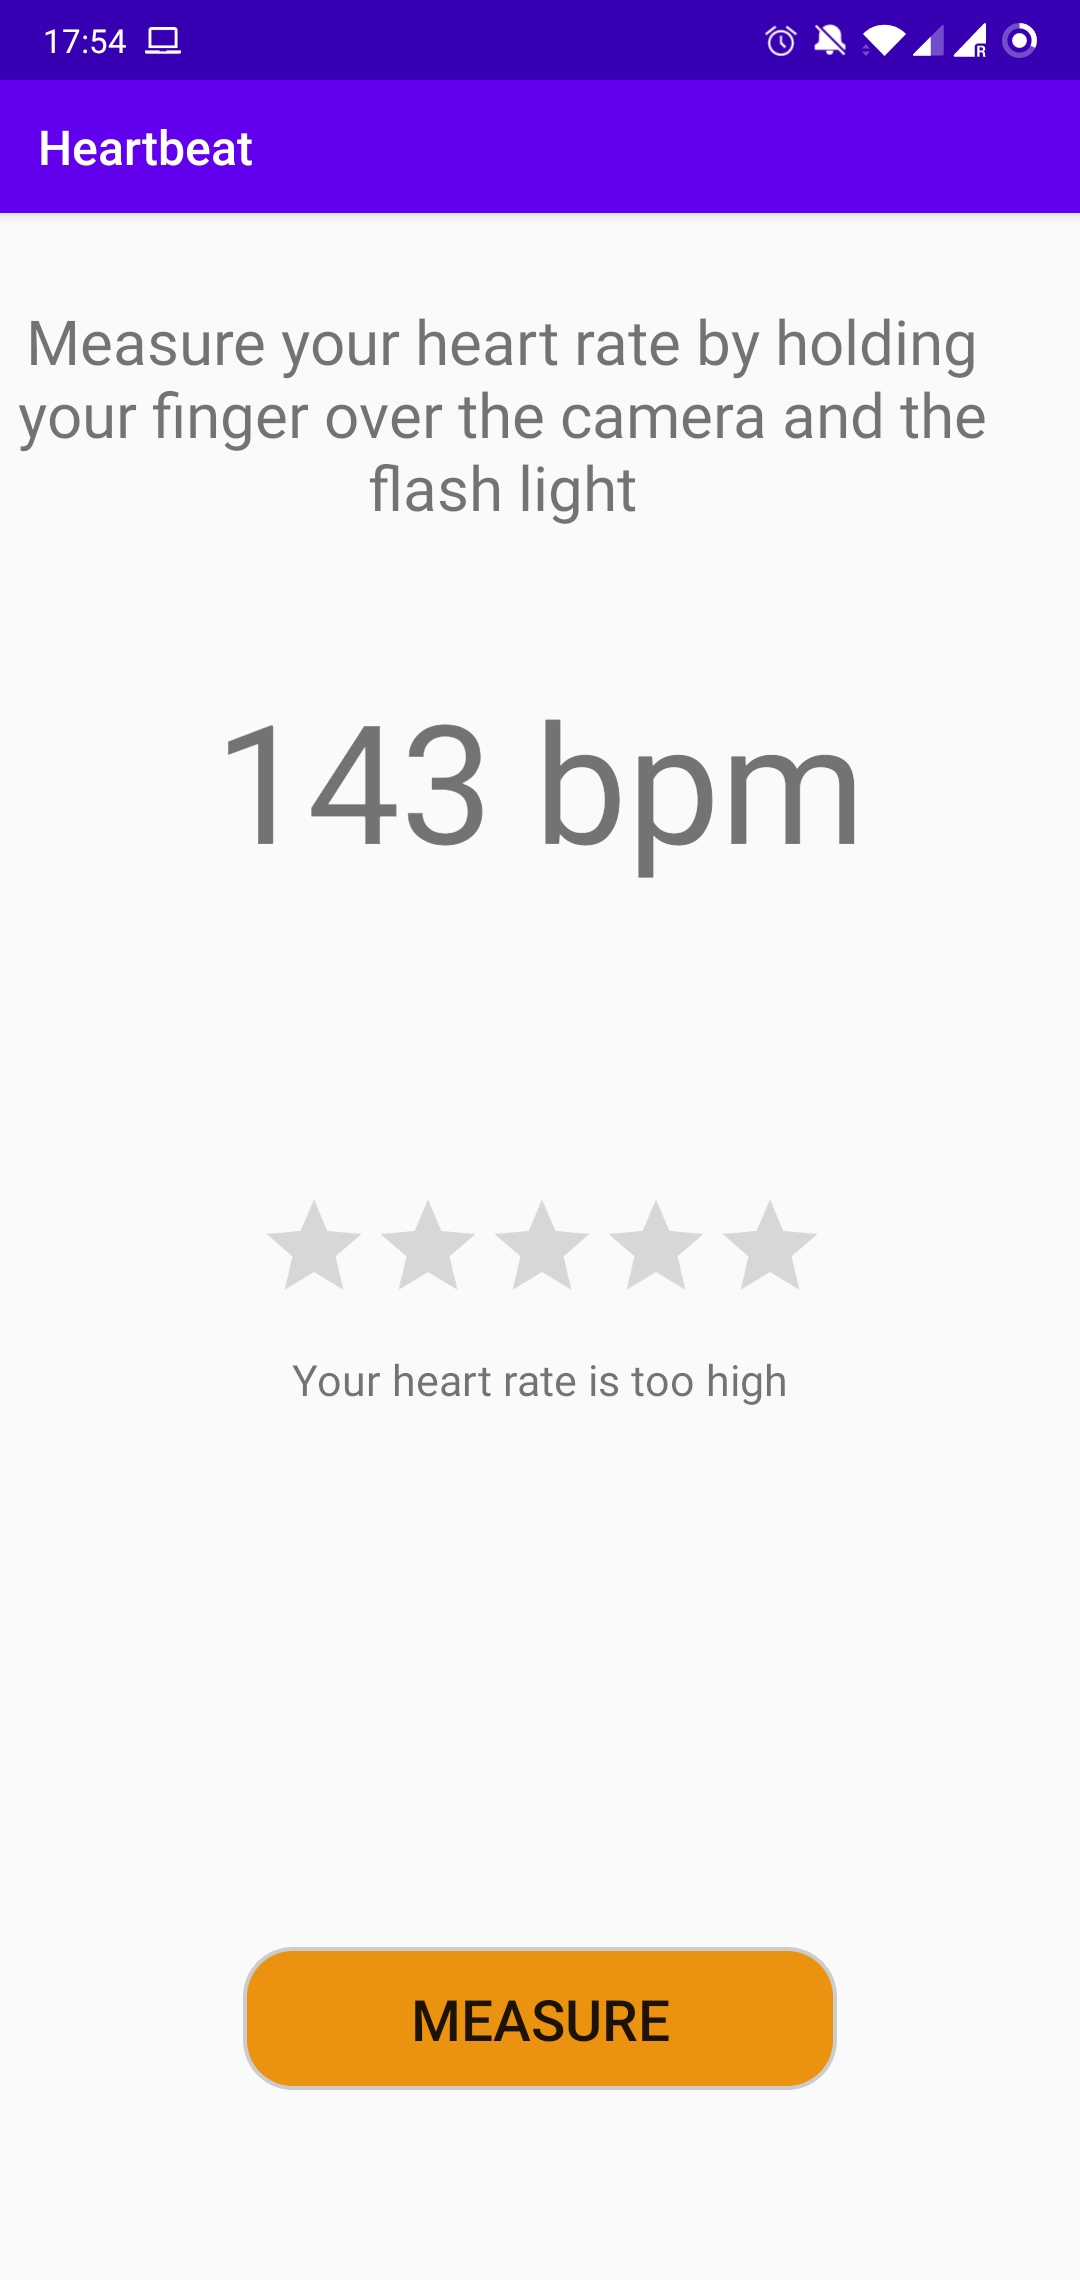 17:54
R
Heartbeat
Measure your heart rate by holding
your finger over the camera and the
flash light
143 bpm
Your heart rate is too high
MEASURE